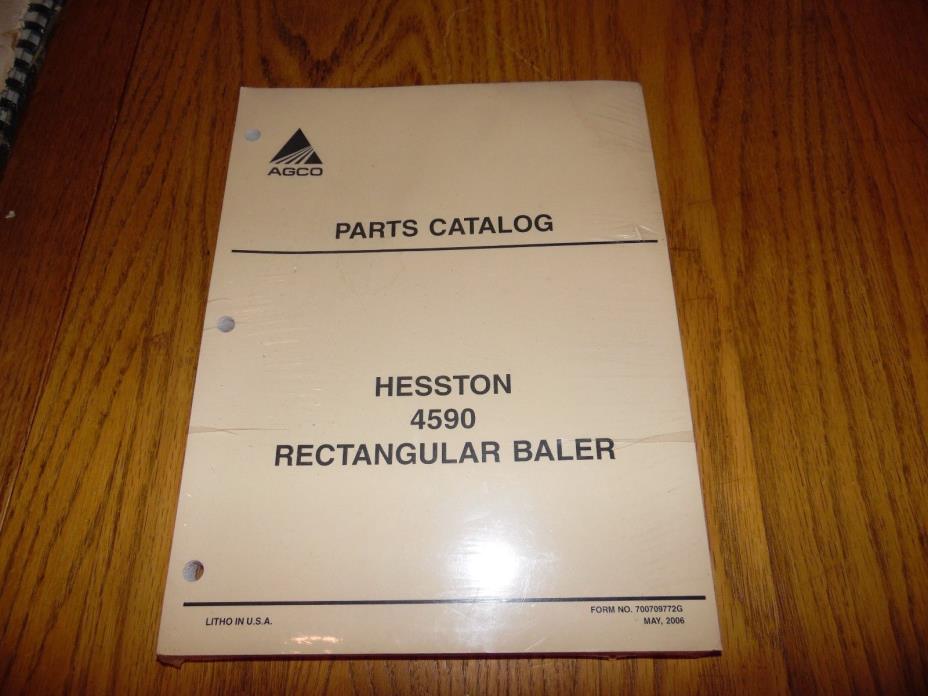 AGCO
PARTS CATALOG
HESSTON
4590
RECTANGULAR BALER
LITHO IN U.S.A.
FORM NO. 700709772G
MAY, 2006